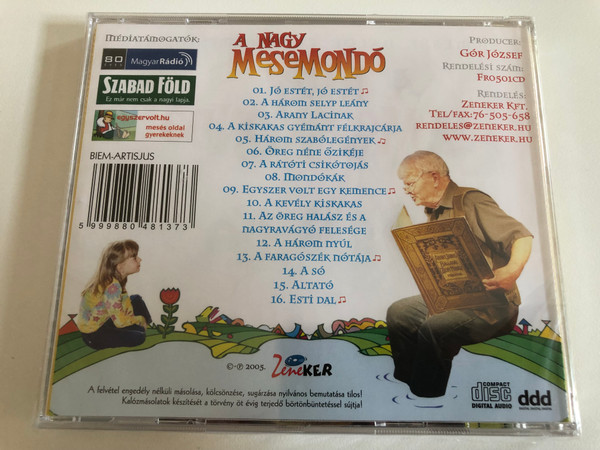 Médiatámogatók:
80 ÉVES MagyarRádió
SZABAD FÖLD
Ez már nem csak a nagy lapja.
egyszervolt.hu
mesés oldal
gyerekeknek
BIEM-ARTISJUS
5 999880 481373
A NAGY
MESEMONDÓ
01. Jó estét, jó estét ♫
02. A három selyp leány
03. Arany Lacinak
04. A kiskakas gyémánt félkrajcárja
05. Három szabólegények ♫
06. Öreg néne őzikéje
07. A rátóti csikótojás
08. Mondókák
09. Egyszer volt egy kemence ♫
10. A kevély kiskakas
11. Az öreg halász és a
nagyravágyó felesége
12. A három nyúl
13. A faragószék nótája ♫
14. A só
15. Altató
16. Esti dal ♫
Producer:
Gór József
Rendelési szám:
FR0501CD
Rendelés:
Zeneker Kft.
Tel/fax:76-505-658
rendeles@zeneker.hu
www.zeneker.hu
©-℗ 2005. ZeneKER
A felvétel engedély nélküli másolása, kölcsönzése, sugárzása nyilvános bemutatása tilos!
Kalózmásolatok készítését a törvény öt évig terjedő börtönbüntetéssel sújtja!
COMPACT
disc
DIGITAL AUDIO
ddd